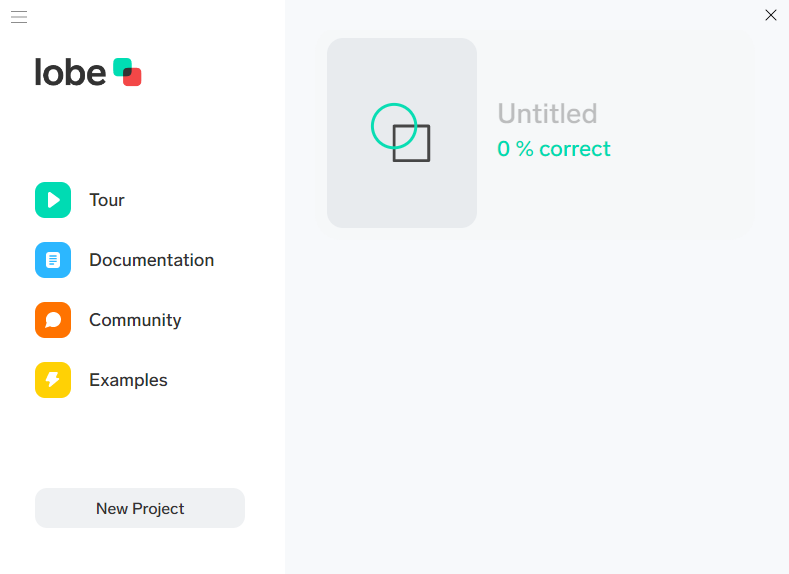 lobe
Tour
Documentation
Community
Examples
New Project
Untitled
0 % correct